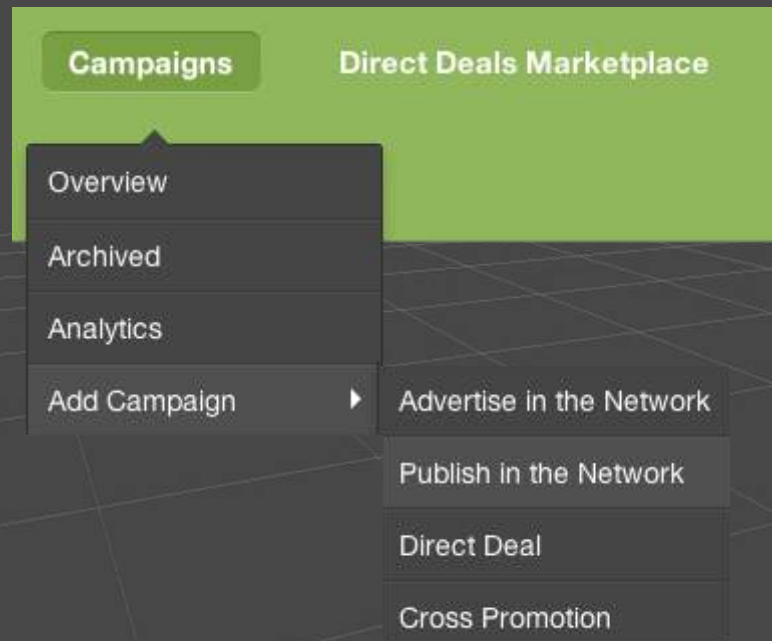 Campaigns
Direct Deals Marketplace
Overview
Archived
Analytics
Add Campaign
Advertise in the Network
Publish in the Network
Direct Deal
Cross Promotion